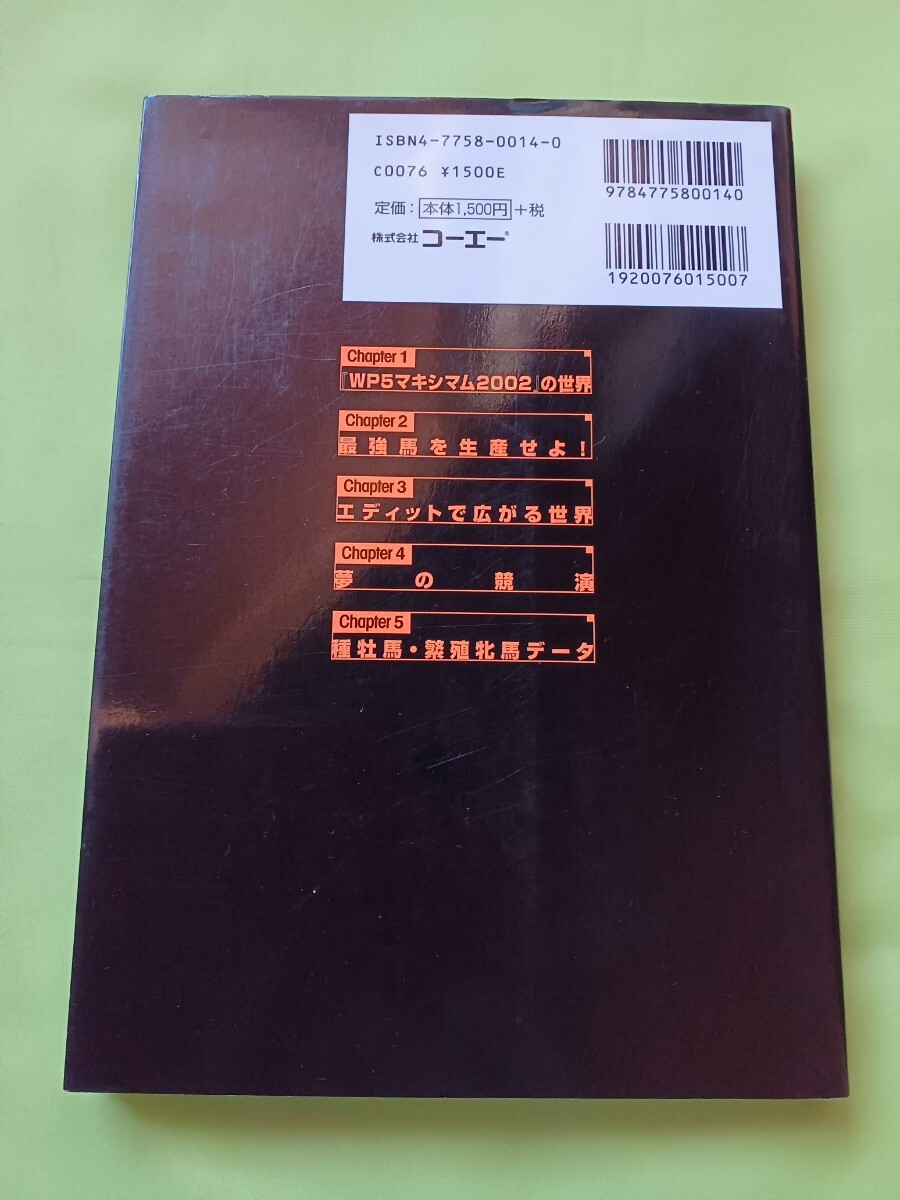 ISBN4-7758-0014-0
C0076 ¥1500E
定価：本体1,500円+税
株式会社コーエー®
9784775800140
1920076015007
Chapter 1
『WP5マキシマム2002』の世界
Chapter 2
最強馬を生産せよ！
Chapter 3
エディットで広がる世界
Chapter 4
夢の競演
Chapter 5
種牡馬・繁殖牝馬データ